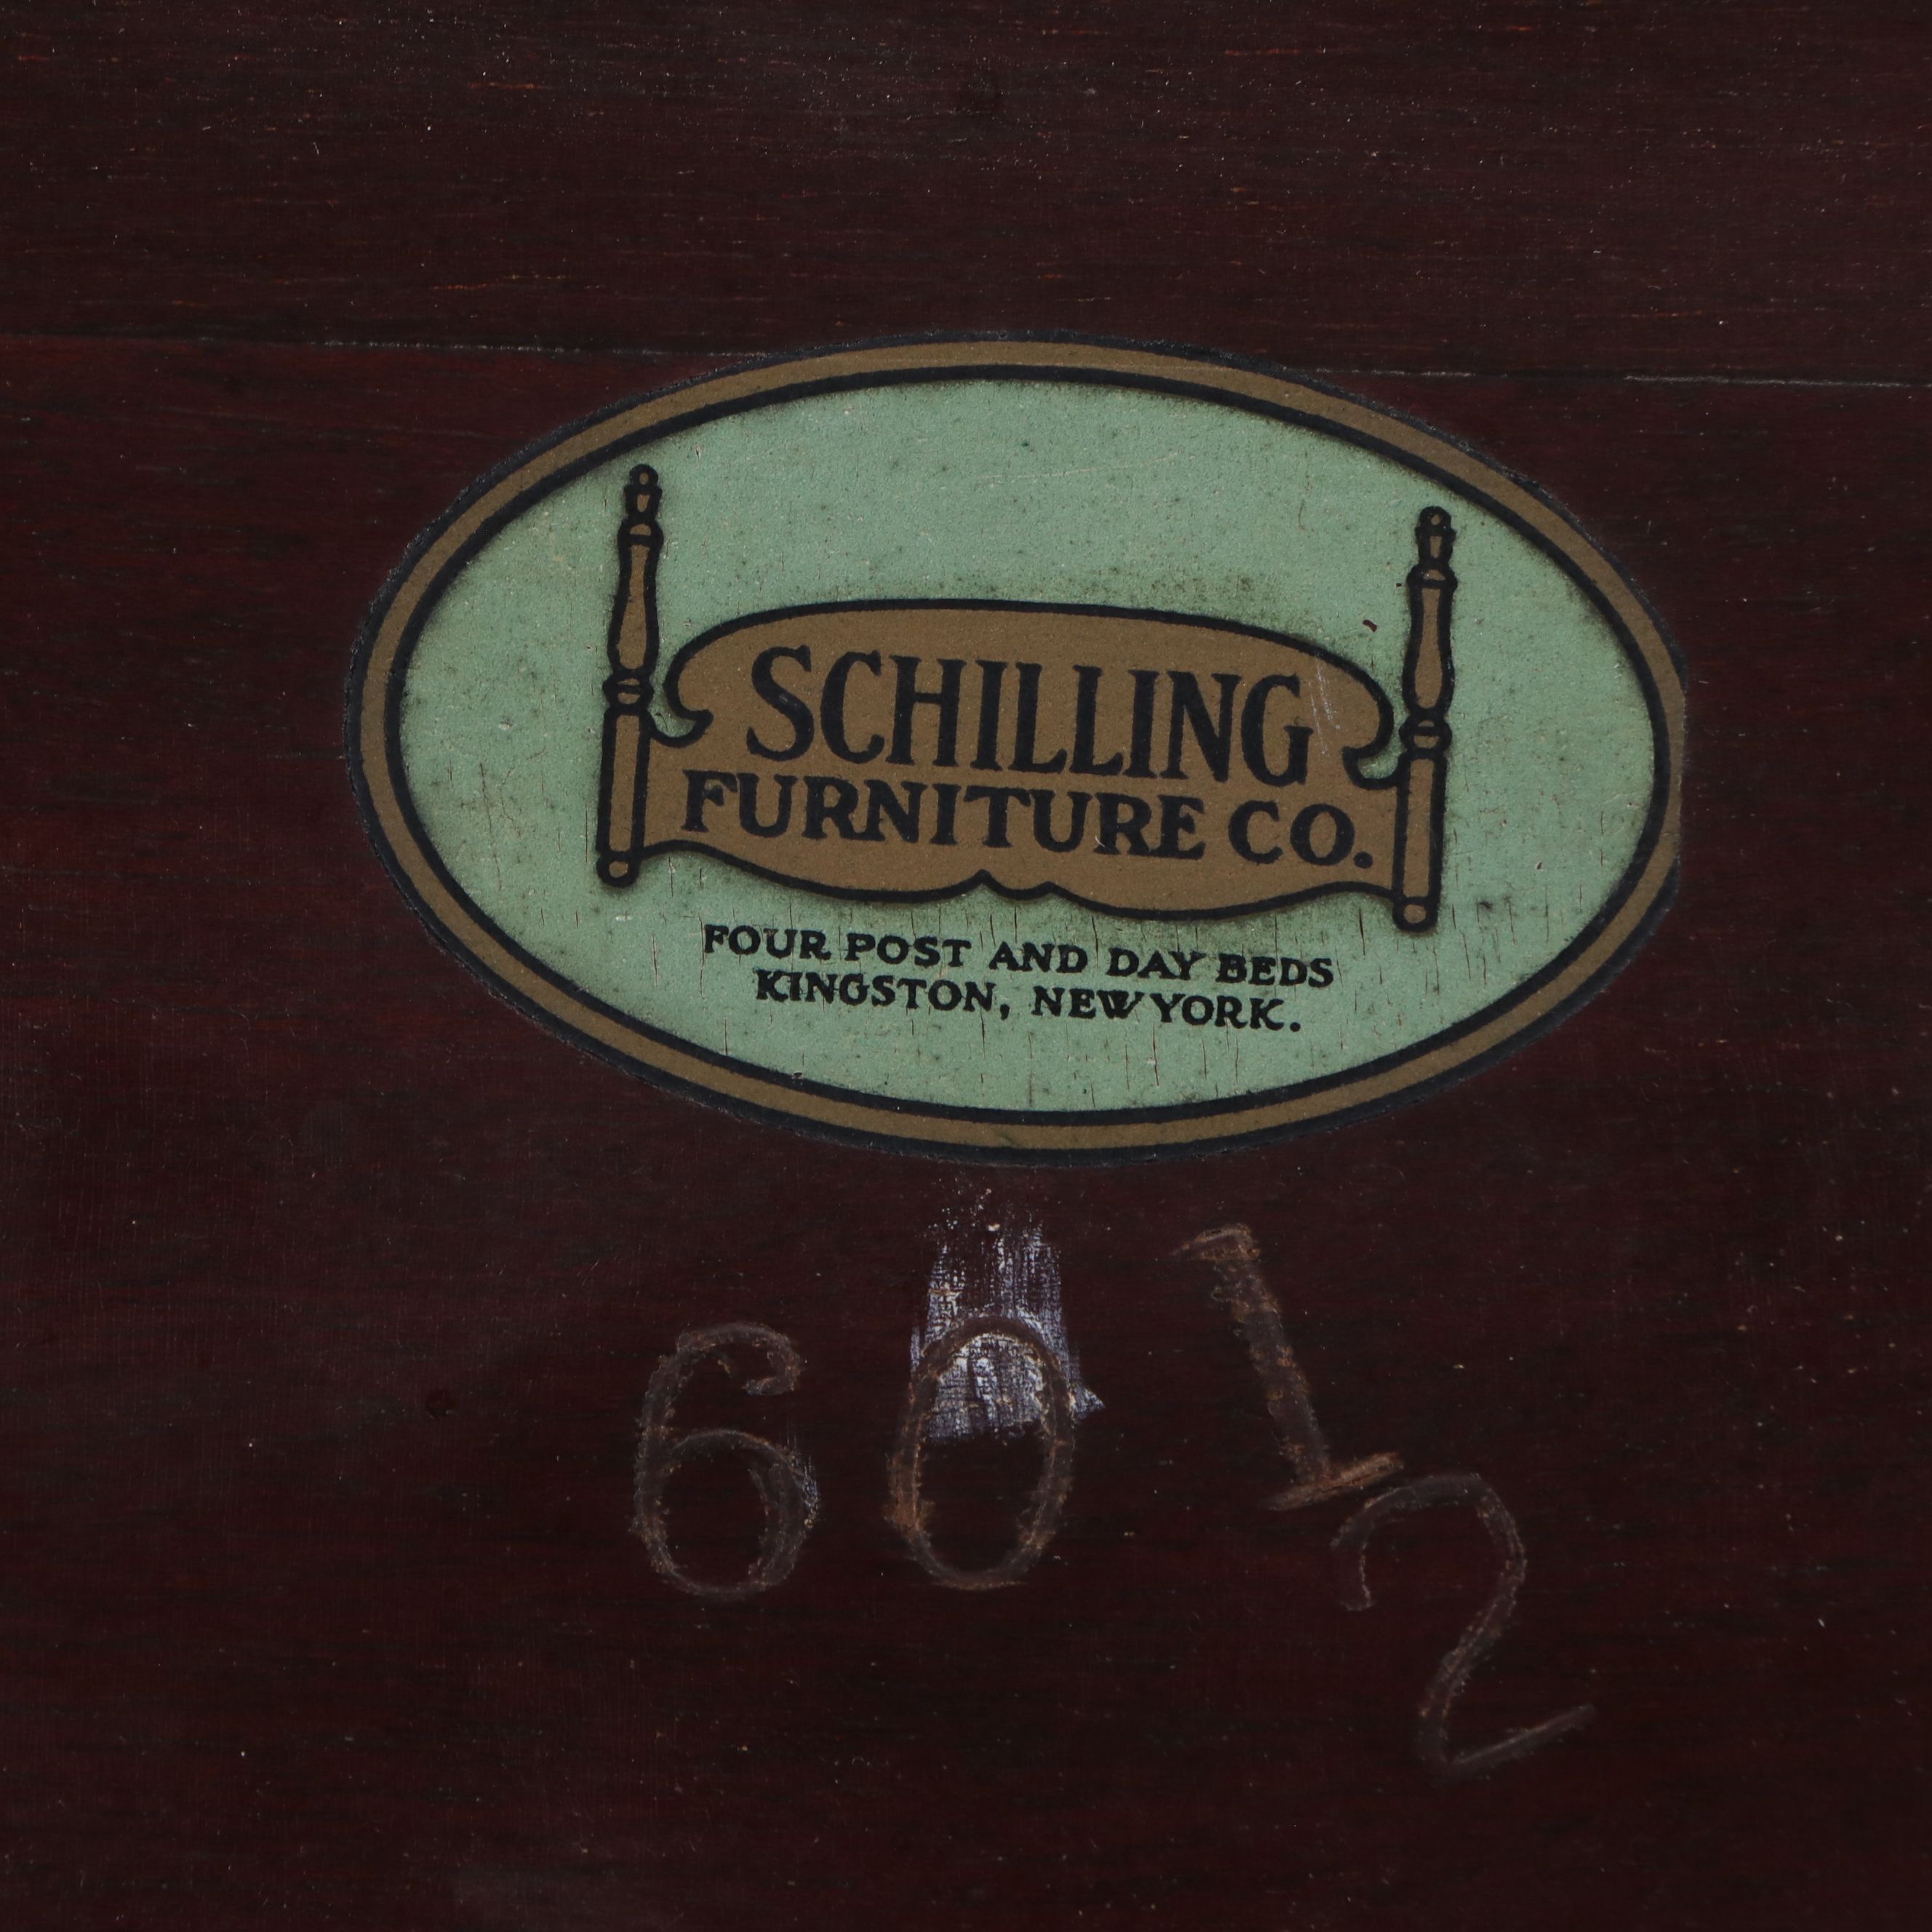 SCHILLING
FURNITURE CO.
FOUR POST AND DAY BEDS
KINGSTON, NEW YORK.
60 1/2